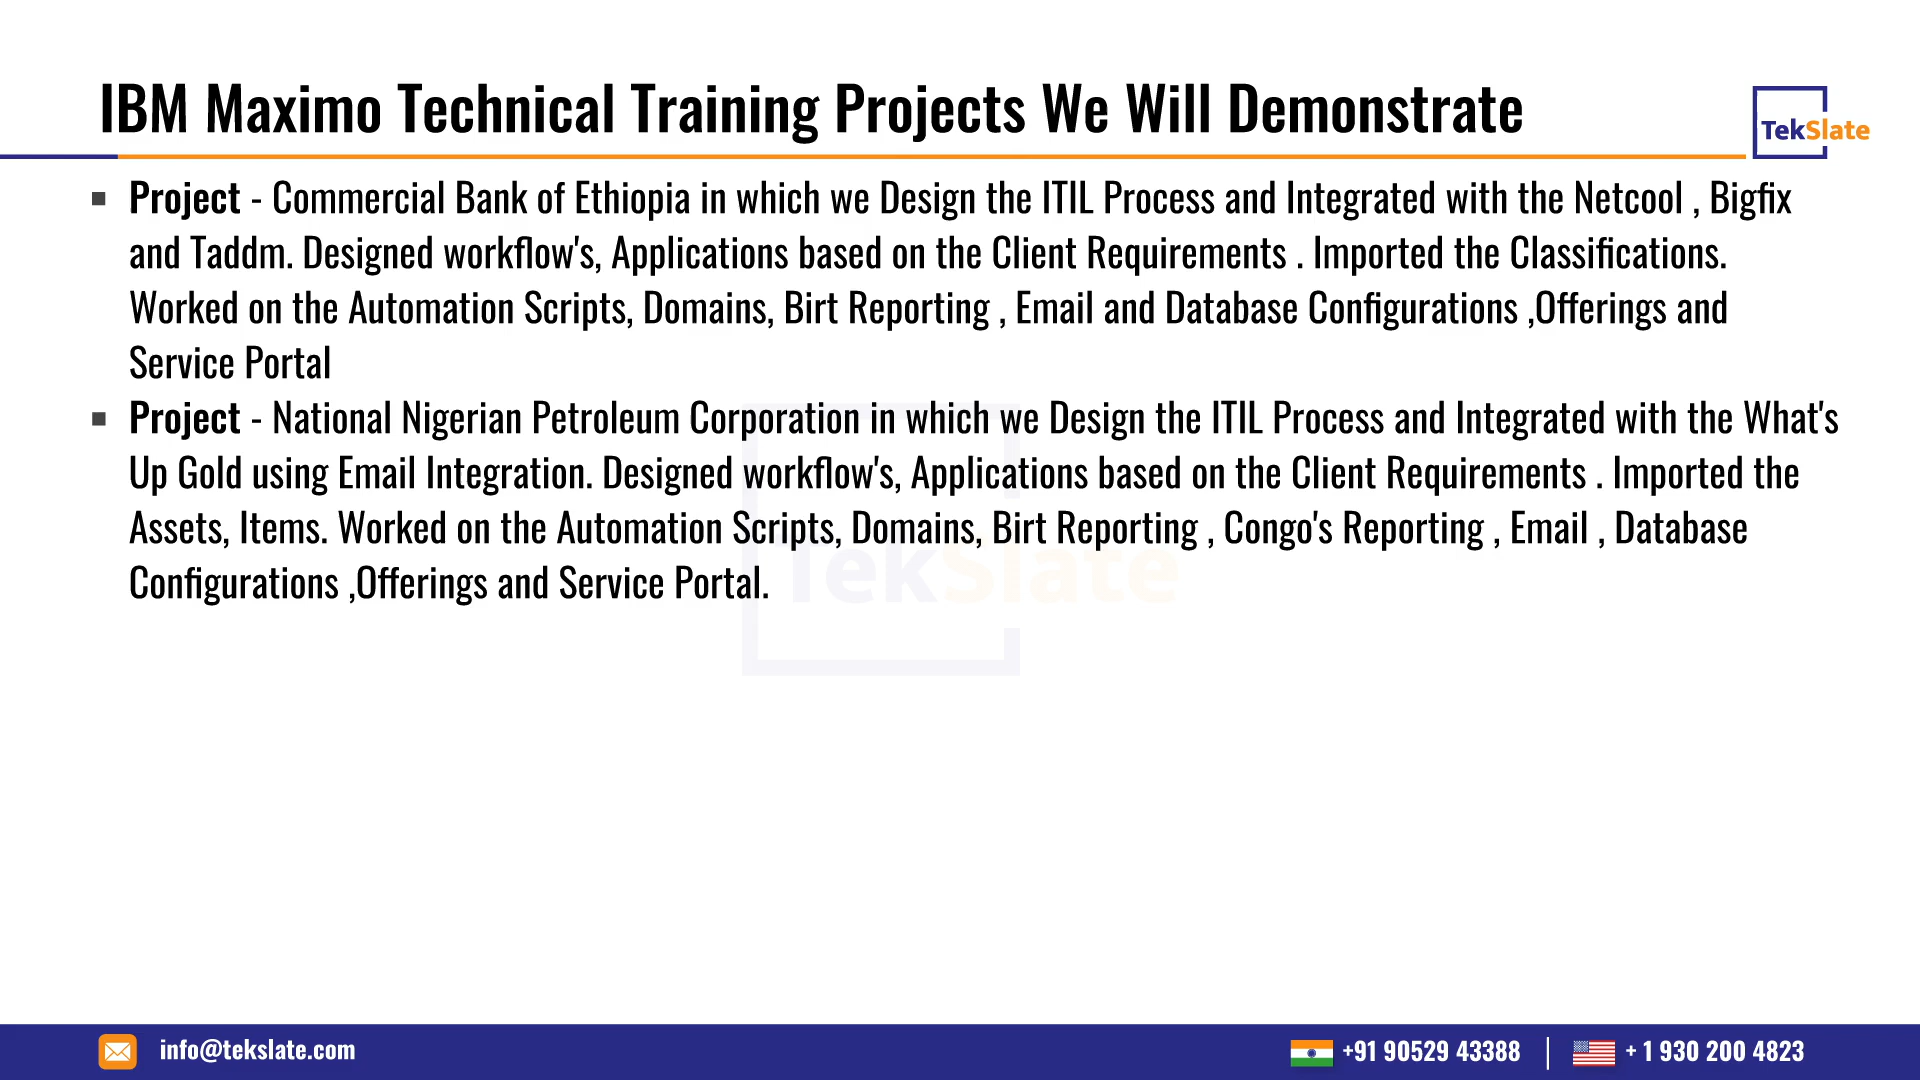 IBM Maximo Technical Training Projects We Will Demonstrate
TekSlate
Project - Commercial Bank of Ethiopia in which we Design the ITIL Process and Integrated with the Netcool , Bigfix
and Taddm. Designed workflow's, Applications based on the Client Requirements . Imported the Classifications.
Worked on the Automation Scripts, Domains, Birt Reporting , Email and Database Configurations ,Offerings and
Service Portal
Project - National Nigerian Petroleum Corporation in which we Design the ITIL Process and Integrated with the What's
Up Gold using Email Integration. Designed workflow's, Applications based on the Client Requirements . Imported the
Assets, Items. Worked on the Automation Scripts, Domains, Birt Reporting , Congo's Reporting , Email , Database
Configurations ,Offerings and Service Portal.
TekSlate
info@tekslate.com
+91 90529 43388
+ 1 930 200 4823